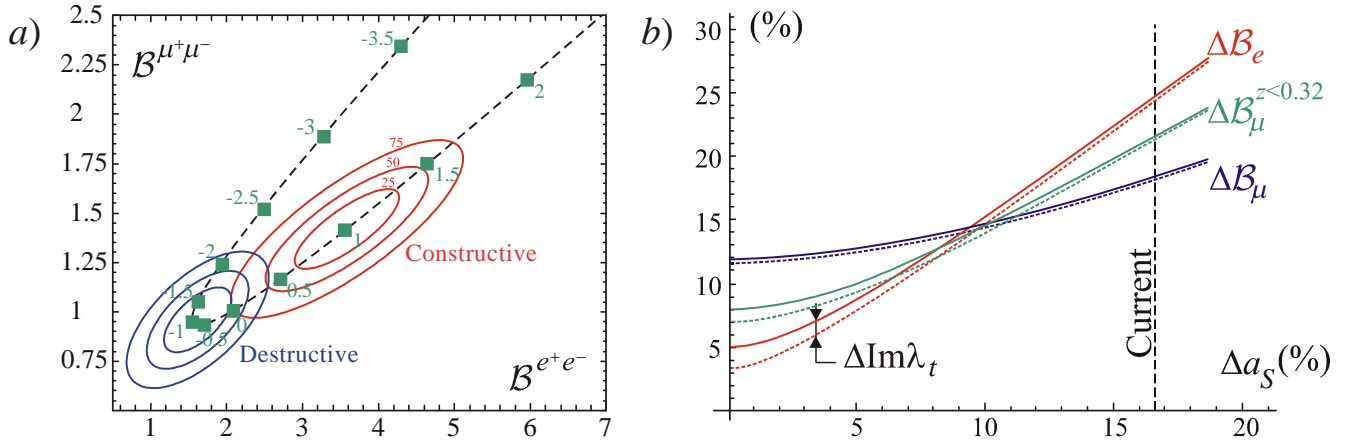 a)
2.5
2.25
2
1.75
1.5
1.25
1
0.75
ℬ^{μ⁺μ⁻}
-3.5
-3
-2.5
-2
-1.5
-1
-0.5
0
0.5
1
1.5
2
75
50
25
Constructive
Destructive
ℬ^{e⁺e⁻}
1 2 3 4 5 6 7
b)
(%)
30
25
20
15
10
5
Δℬ_e
Δℬ_μ^{z<0.32}
Δℬ_μ
ΔImλ_t
Current
Δa_S(%)
5 10 15 20